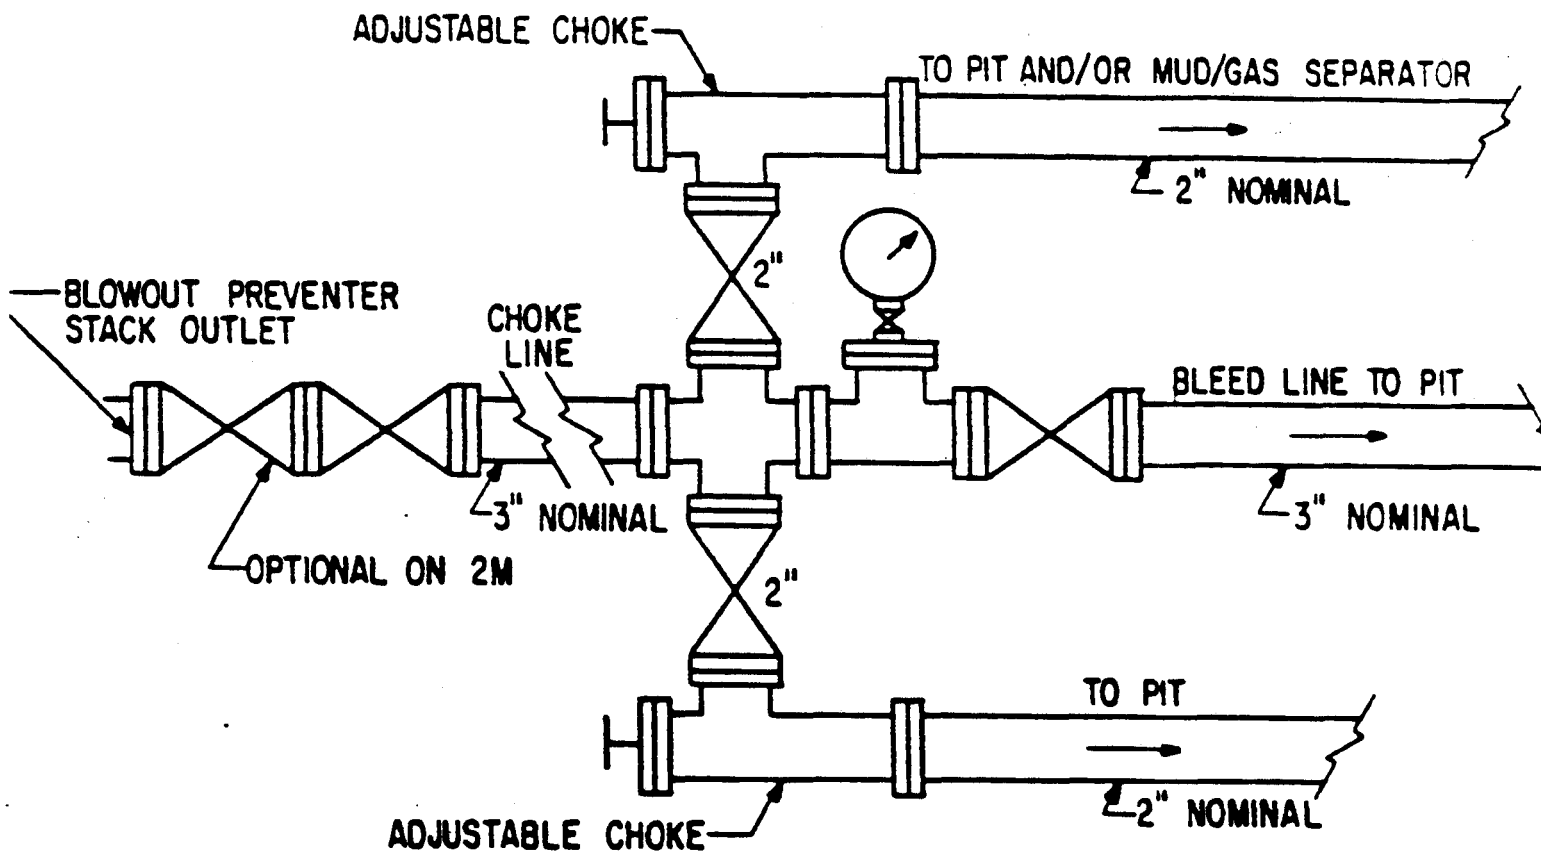 ADJUSTABLE CHOKE
TO PIT AND/OR MUD/GAS SEPARATOR
2" NOMINAL
2"
BLOWOUT PREVENTER
STACK OUTLET
CHOKE
LINE
BLEED LINE TO PIT
3" NOMINAL
3" NOMINAL
OPTIONAL ON 2M
2"
TO PIT
2" NOMINAL
ADJUSTABLE CHOKE